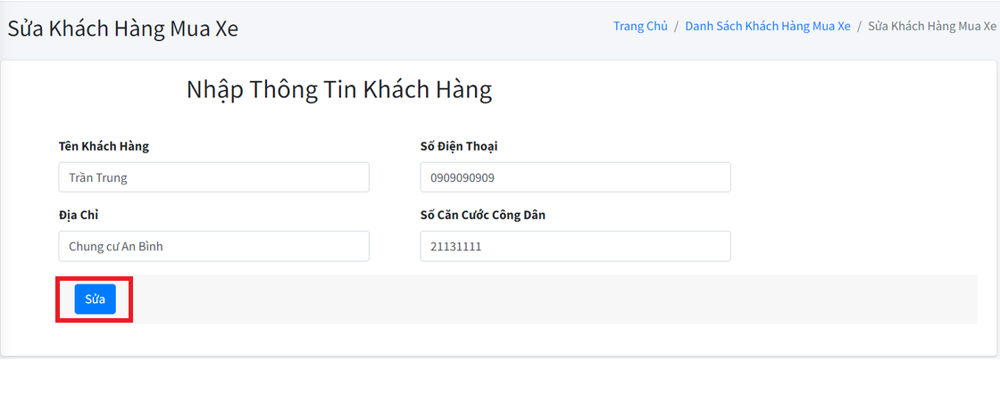 Sửa Khách Hàng Mua Xe
Trang Chủ / Danh Sách Khách Hàng Mua Xe / Sửa Khách Hàng Mua Xe
Nhập Thông Tin Khách Hàng
Tên Khách Hàng
Số Điện Thoại
Trần Trung
0909090909
Địa Chỉ
Số Căn Cước Công Dân
Chung cư An Bình
21131111
Sửa